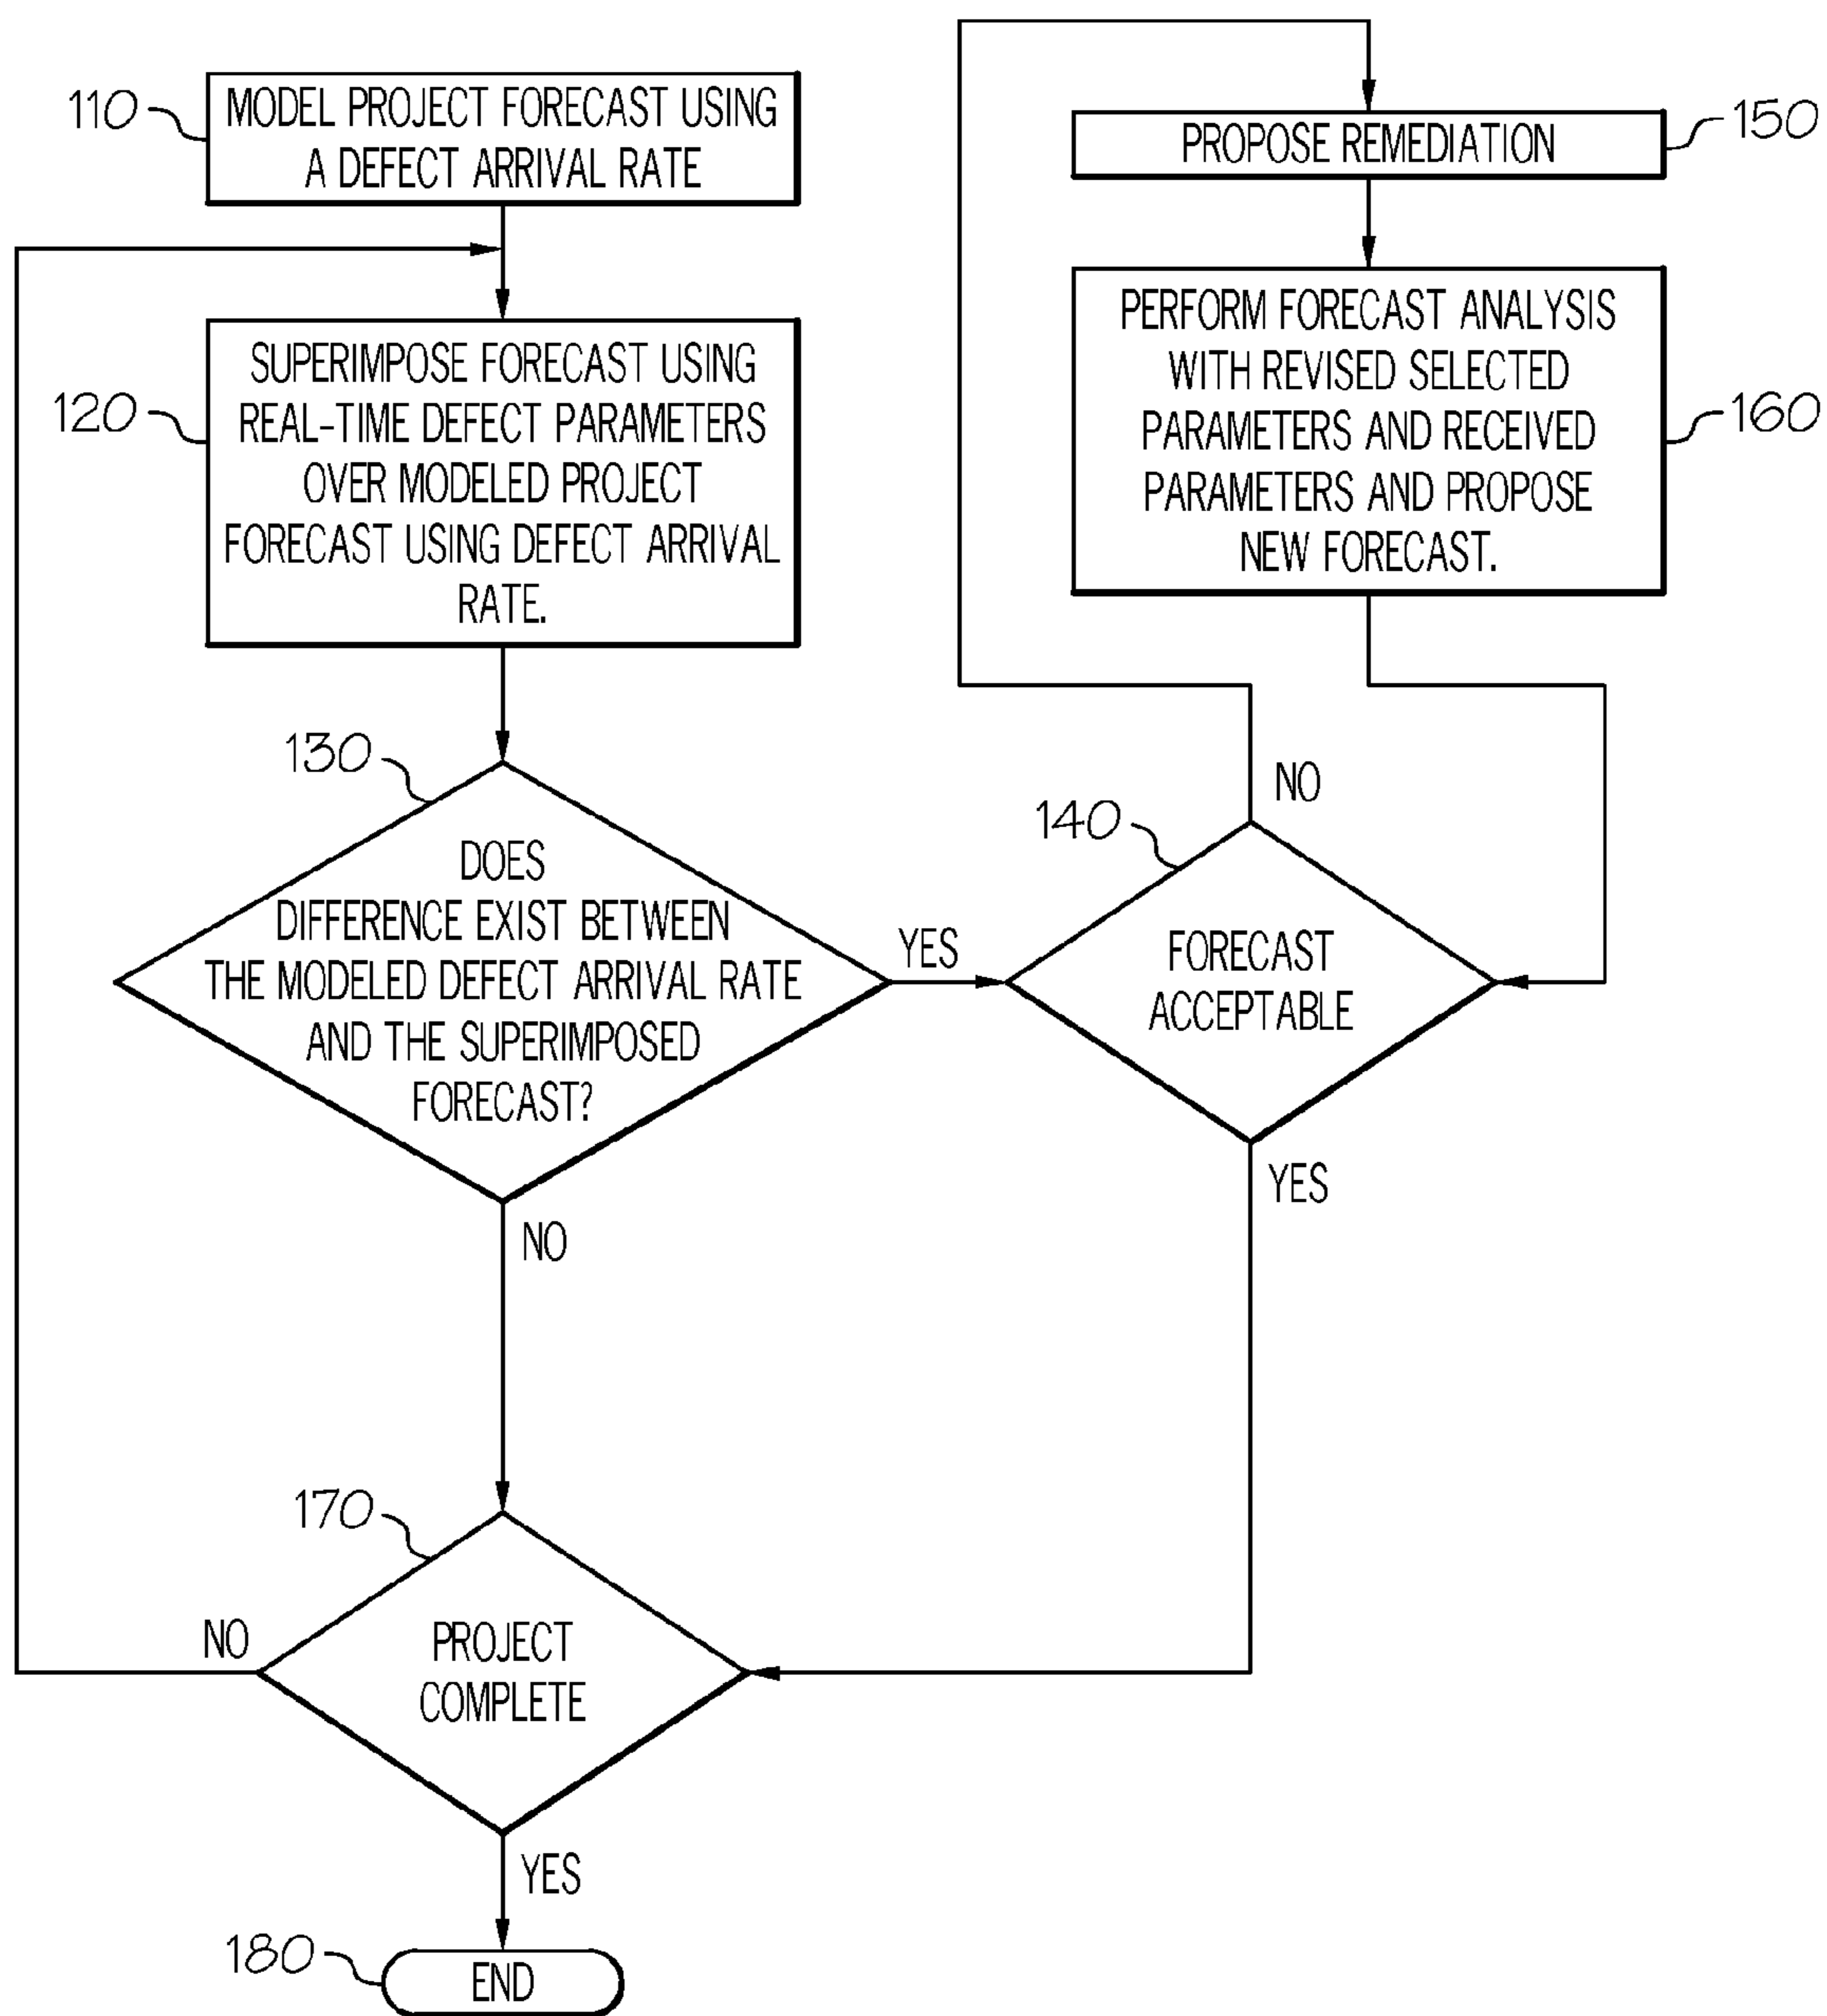 110
MODEL PROJECT FORECAST USING
A DEFECT ARRIVAL RATE
120
SUPERIMPOSE FORECAST USING
REAL-TIME DEFECT PARAMETERS
OVER MODELED PROJECT
FORECAST USING DEFECT ARRIVAL
RATE.
130
DOES
DIFFERENCE EXIST BETWEEN
THE MODELED DEFECT ARRIVAL RATE
AND THE SUPERIMPOSED
FORECAST?
YES
NO
140
FORECAST
ACCEPTABLE
NO
YES
150
PROPOSE REMEDIATION
160
PERFORM FORECAST ANALYSIS
WITH REVISED SELECTED
PARAMETERS AND RECEIVED
PARAMETERS AND PROPOSE
NEW FORECAST.
170
PROJECT
COMPLETE
NO
YES
180
END